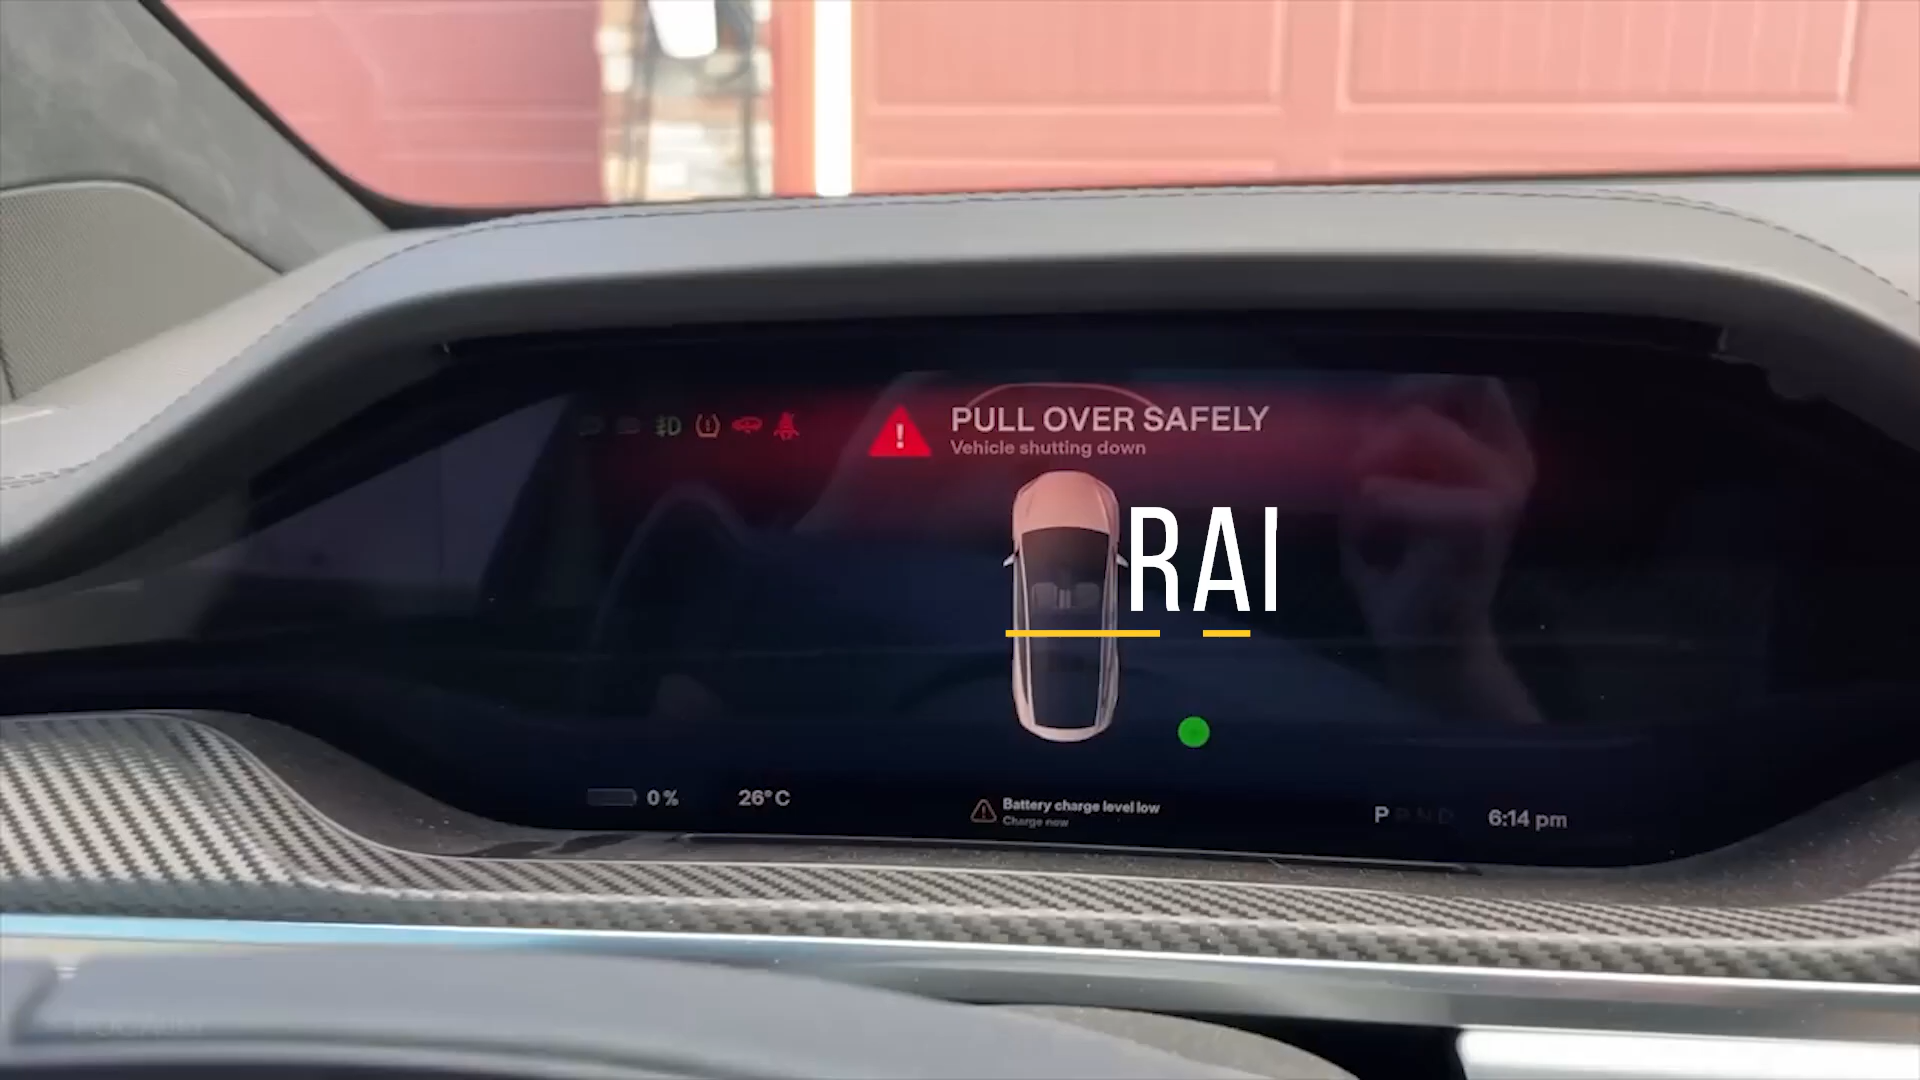 PULL OVER SAFELY
Vehicle shutting down
RAI
0%
26°C
Battery charge level low
Charge now
P R N D
6:14 pm